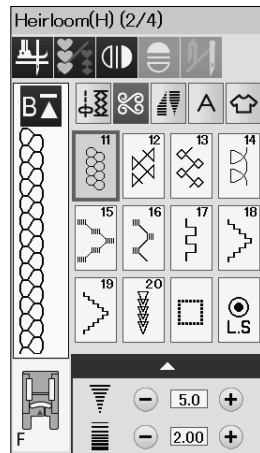 Heirloom(H) (2/4)
B A
11 12 13 14
15 16 17 18
19 20 L.S
F
− 5.0 +
− 2.00 +